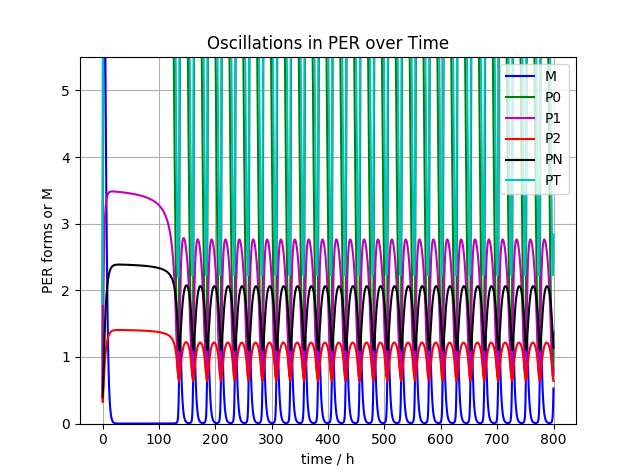 Oscillations in PER over Time
PER forms or M
5
4
3
2
1
0
M
P0
P1
P2
PN
PT
0 100 200 300 400 500 600 700 800
time / h